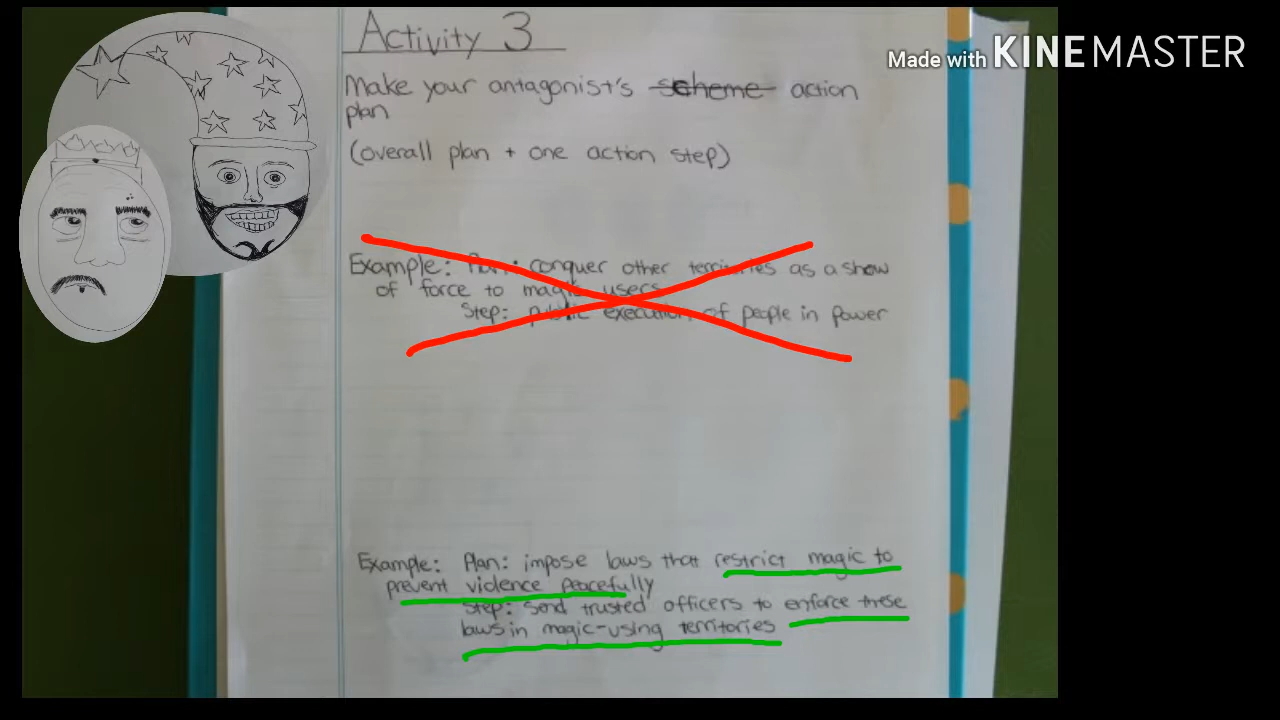 Activity 3
Made with KINEMASTER
Make your antagonist's scheme action
plan
(overall plan + one action step)
Example: Plan: conquer other territories as a show
of force to magic users
Step: public execution of people in power
Example: Plan: impose laws that restrict magic to
prevent violence peacefully
Step: send trusted officers to enforce these
laws in magic-using territories